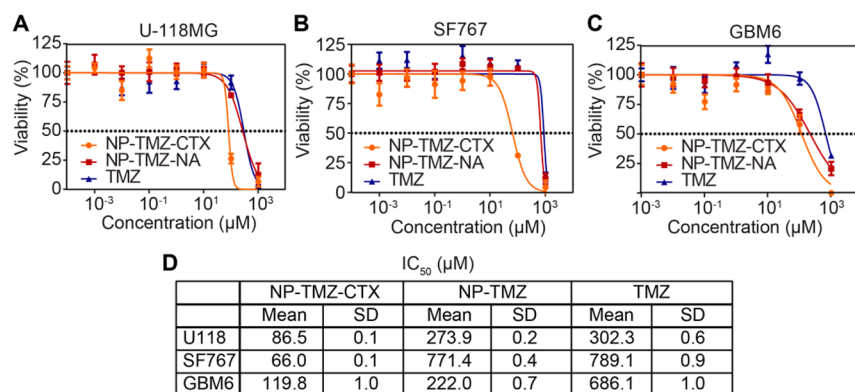 A U-118MG
Viability (%)
125
100
75
50
25
0
NP-TMZ-CTX
NP-TMZ-NA
TMZ
10-3 10-1 101 103
Concentration (µM)
B SF767
Viability (%)
125
100
75
50
25
0
NP-TMZ-CTX
NP-TMZ-NA
TMZ
10-3 10-1 101 103
Concentration (µM)
C GBM6
Viability (%)
125
100
75
50
25
0
NP-TMZ-CTX
NP-TMZ-NA
TMZ
10-3 10-1 101 103
Concentration (µM)
D IC50 (µM)
NP-TMZ-CTX NP-TMZ TMZ
Mean SD Mean SD Mean SD
U118 86.5 0.1 273.9 0.2 302.3 0.6
SF767 66.0 0.1 771.4 0.4 789.1 0.9
GBM6 119.8 1.0 222.0 0.7 686.1 1.0